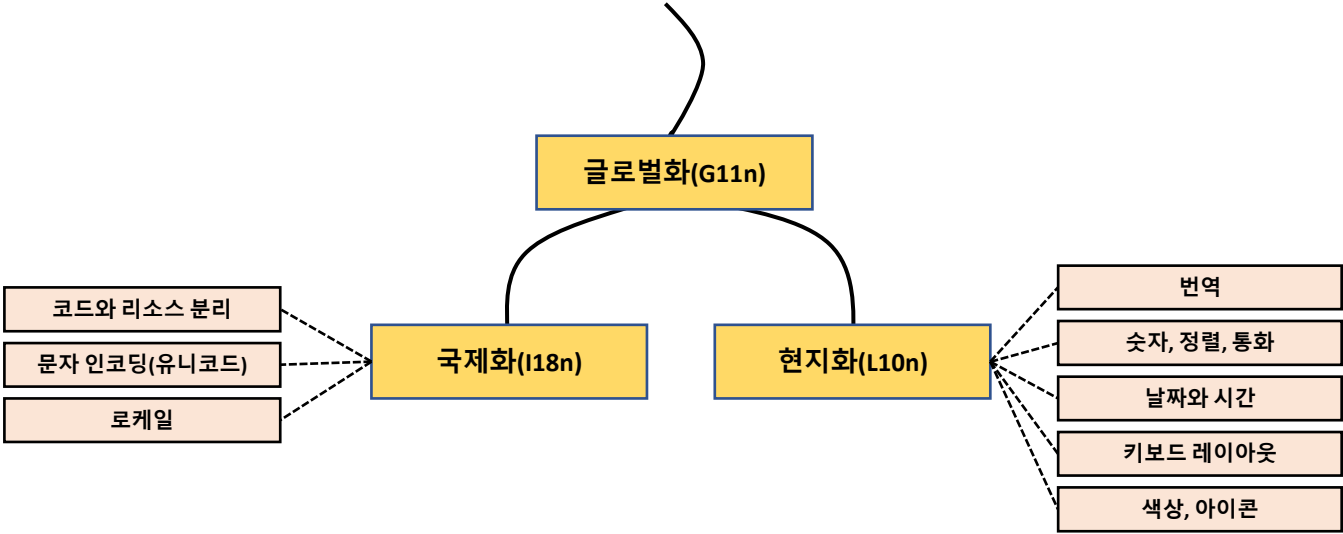 글로벌화(G11n)
국제화(I18n)
코드와 리소스 분리
문자 인코딩(유니코드)
로케일
현지화(L10n)
번역
숫자, 정렬, 통화
날짜와 시간
키보드 레이아웃
색상, 아이콘